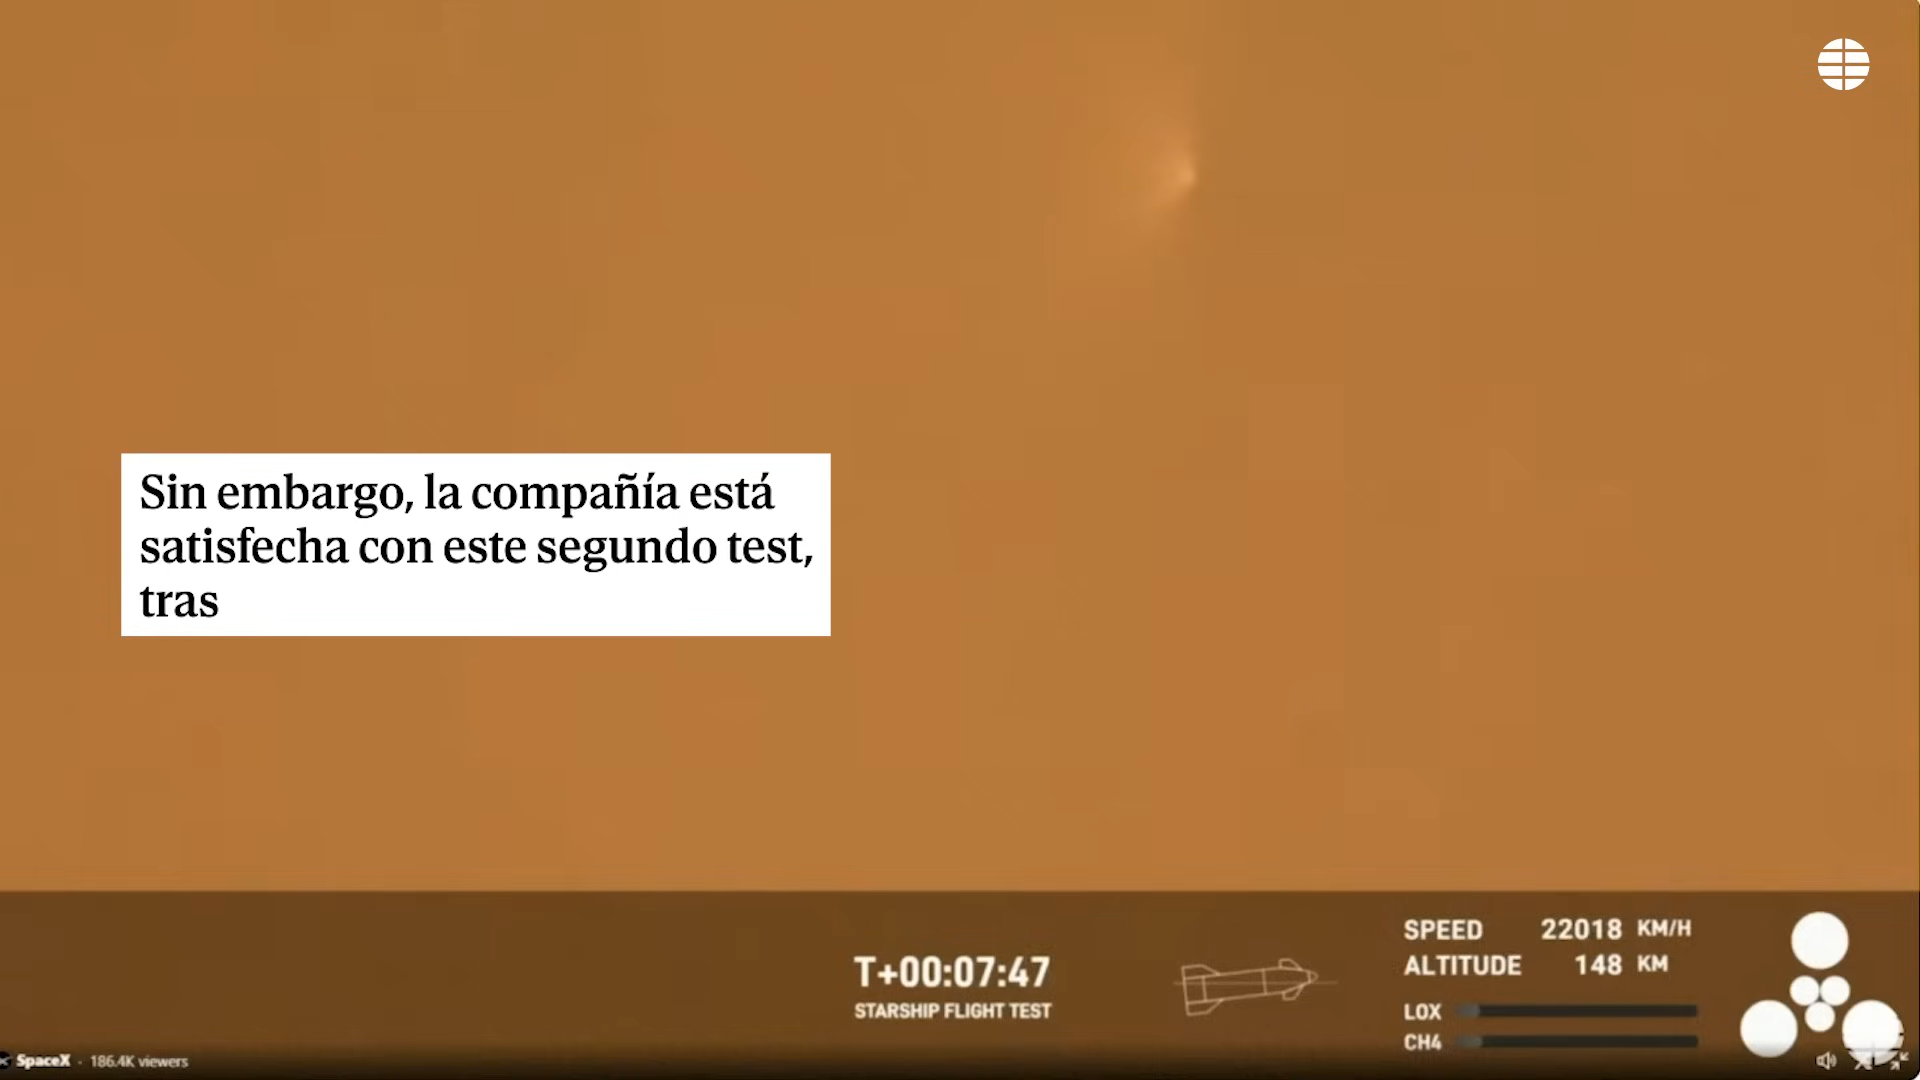 Sin embargo, la compañía está
satisfecha con este segundo test,
tras
T+00:07:47
STARSHIP FLIGHT TEST
SPEED 22018 KM/H
ALTITUDE 148 KM
LOX
CH4
SpaceX · 186.4K viewers